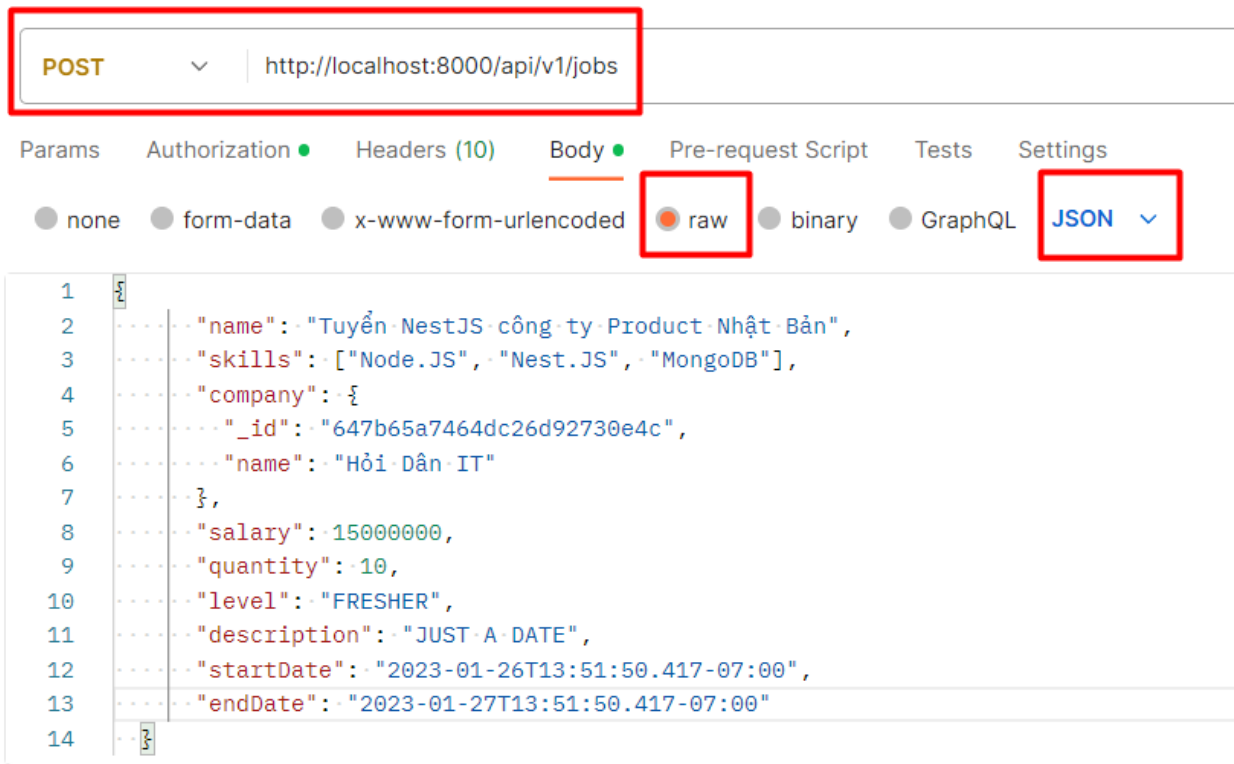 POST http://localhost:8000/api/v1/jobs
Params Authorization Headers (10) Body Pre-request Script Tests Settings
none form-data x-www-form-urlencoded raw binary GraphQL JSON
1 {
2 "name": "Tuyển NestJS công ty Product Nhật Bản",
3 "skills": ["Node.JS", "Nest.JS", "MongoDB"],
4 "company": {
5 "_id": "647b65a7464dc26d92730e4c",
6 "name": "Hỏi Dân IT"
7 },
8 "salary": 15000000,
9 "quantity": 10,
10 "level": "FRESHER",
11 "description": "JUST A DATE",
12 "startDate": "2023-01-26T13:51:50.417-07:00",
13 "endDate": "2023-01-27T13:51:50.417-07:00"
14 }